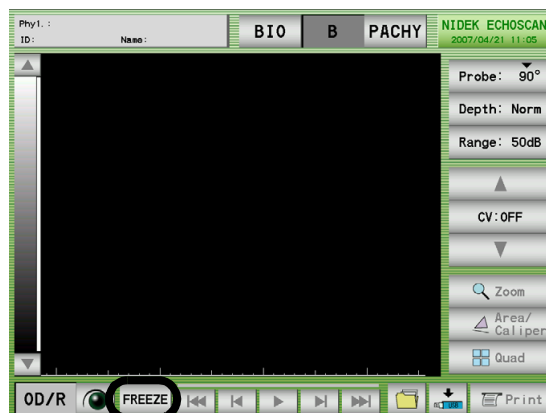 Phy1. :
ID: Name:
BIO B PACHY
NIDEK ECHOSCAN
2007/04/21 11:05
Probe: 90°
Depth: Norm
Range: 50dB
CV:OFF
Zoom
Area/
Caliper
Quad
OD/R FREEZE USB Print